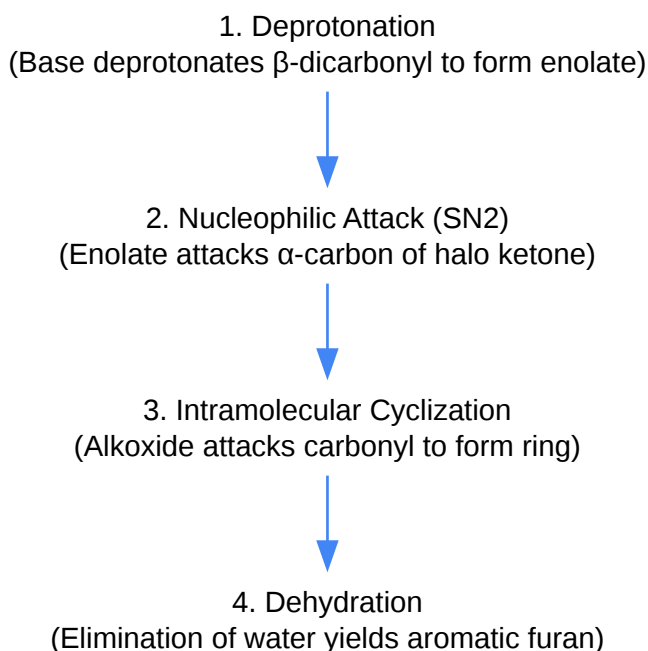 1. Deprotonation
(Base deprotonates β-dicarbonyl to form enolate)
2. Nucleophilic Attack (SN2)
(Enolate attacks α-carbon of halo ketone)
3. Intramolecular Cyclization
(Alkoxide attacks carbonyl to form ring)
4. Dehydration
(Elimination of water yields aromatic furan)